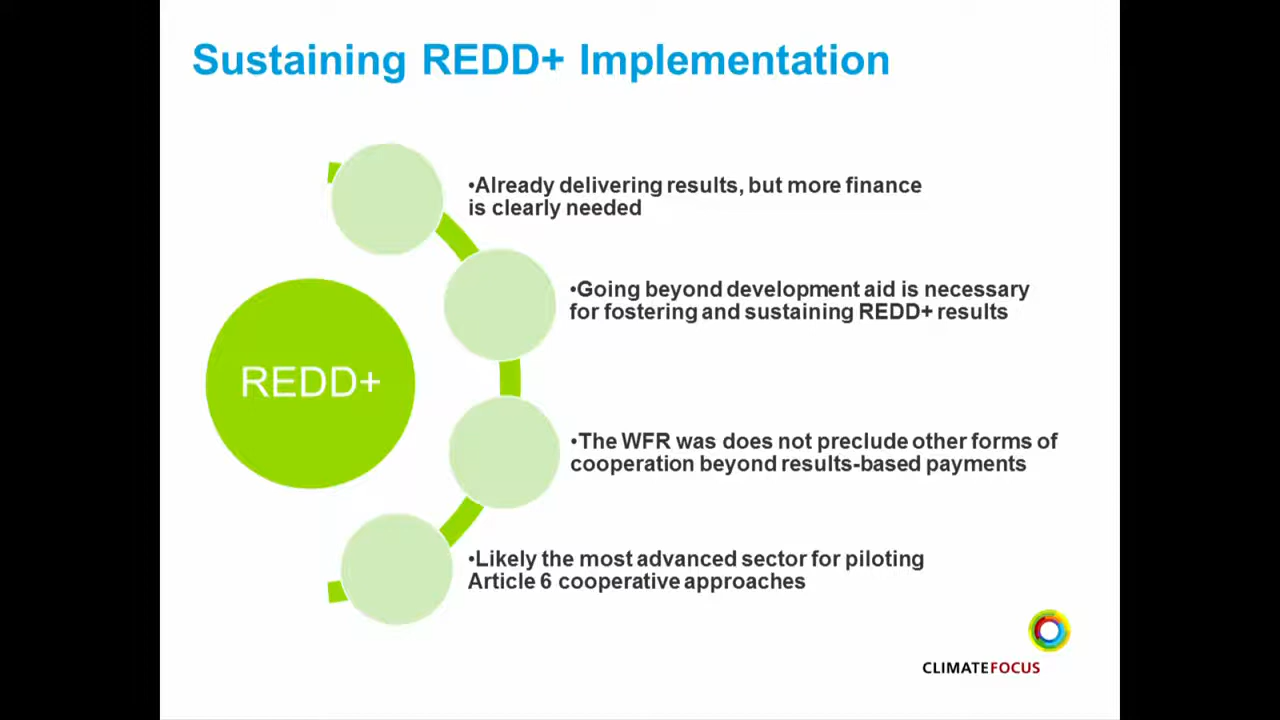 Sustaining REDD+ Implementation
•Already delivering results, but more finance
is clearly needed
•Going beyond development aid is necessary
for fostering and sustaining REDD+ results
REDD+
•The WFR was does not preclude other forms of
cooperation beyond results-based payments
•Likely the most advanced sector for piloting
Article 6 cooperative approaches
CLIMATEFOCUS